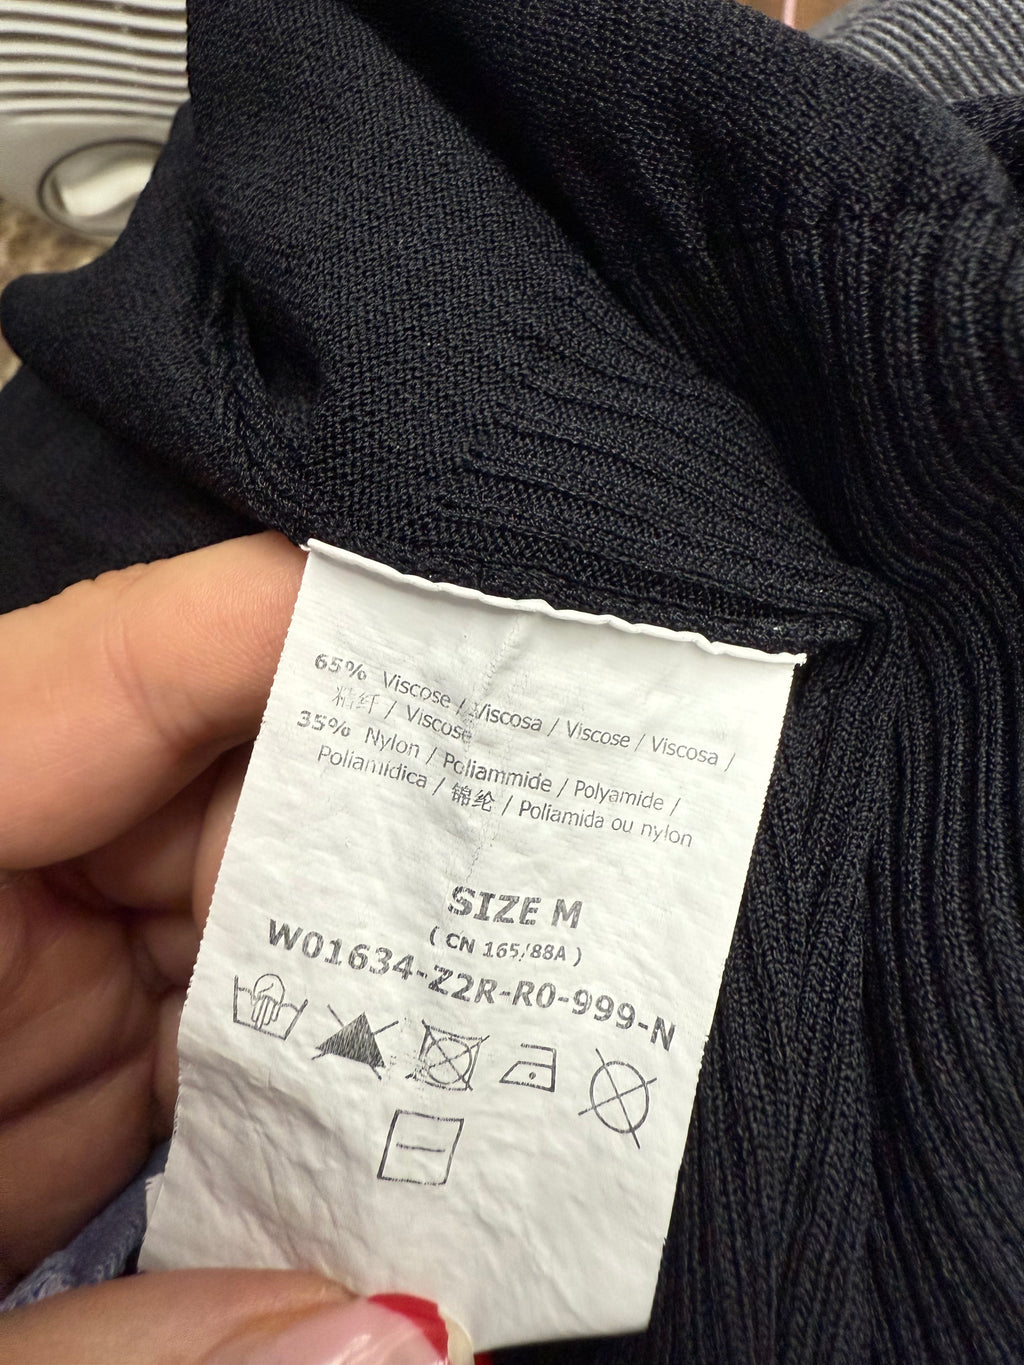 65% Viscose / Viscosa / Viscose / Viscosa /
粘纤 / Viscose
35% Nylon / Poliammide / Polyamide /
Poliamidica / 锦纶 / Poliamida ou nylon
SIZE M
( CN 165/88A )
W01634-Z2R-R0-999-N